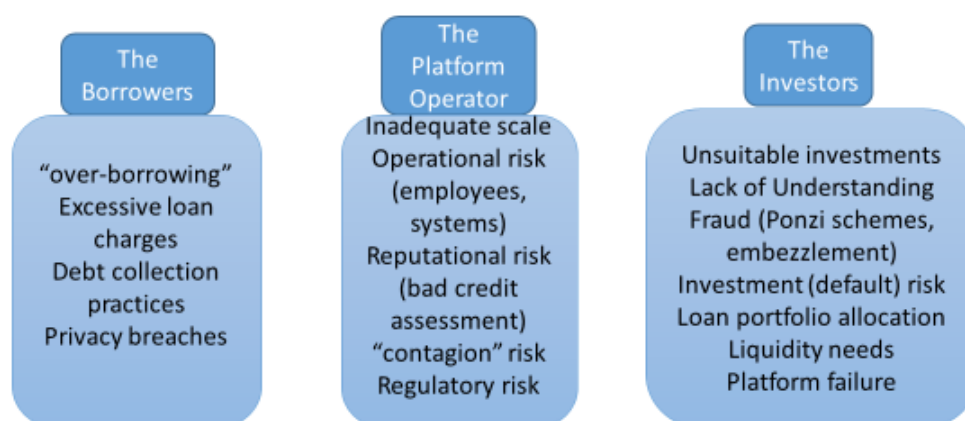 The
Borrowers
“over-borrowing”
Excessive loan
charges
Debt collection
practices
Privacy breaches
The
Platform
Operator
Inadequate scale
Operational risk
(employees,
systems)
Reputational risk
(bad credit
assessment)
“contagion” risk
Regulatory risk
The
Investors
Unsuitable investments
Lack of Understanding
Fraud (Ponzi schemes,
embezzlement)
Investment (default) risk
Loan portfolio allocation
Liquidity needs
Platform failure